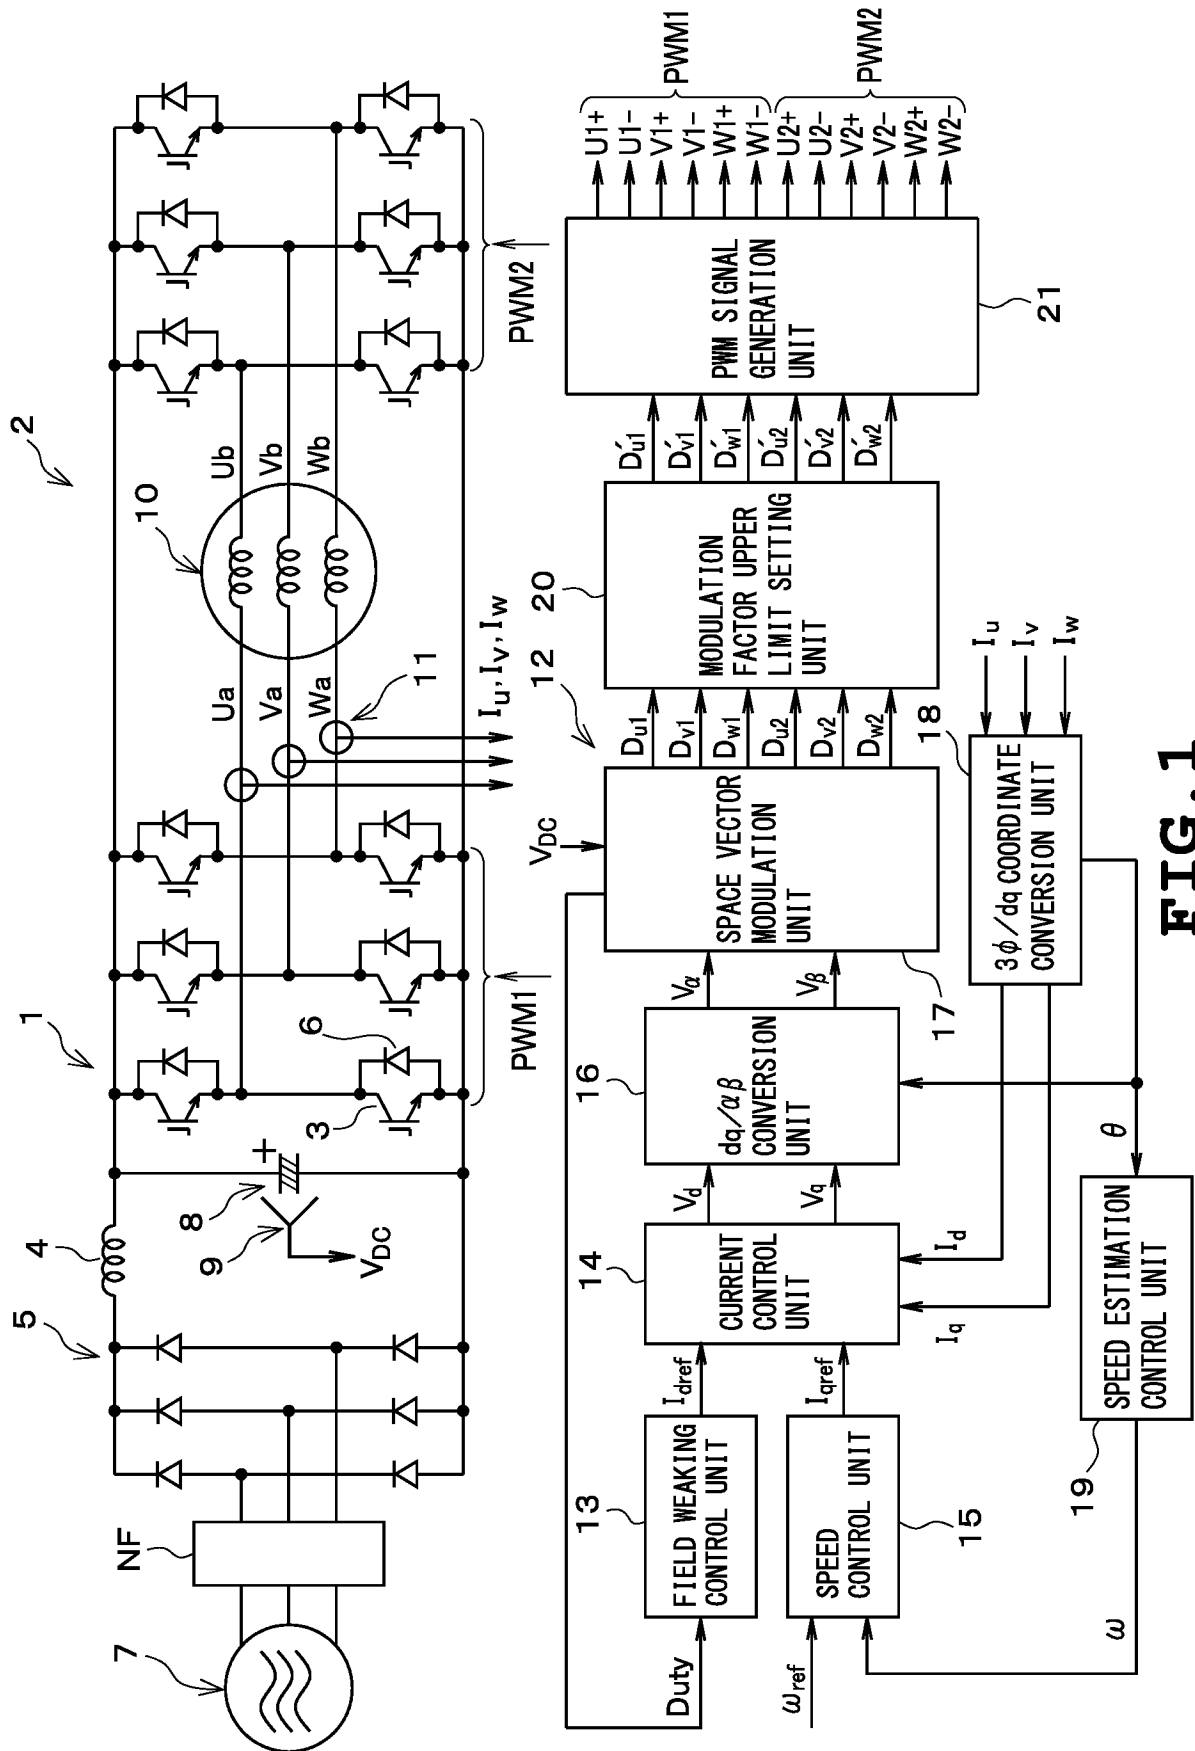 1
2
7
NF
5
4
8
+
9
VDC
3
6
PWM1
Ua
Va
Wa
11
Iu,Iv,Iw
10
Ub
Vb
Wb
PWM2
12
Duty
ωref
ω
13
FIELD WEAKING
CONTROL UNIT
SPEED
CONTROL UNIT
15
Idref
Iqref
14
CURRENT
CONTROL
UNIT
Iq
Id
Vd
Vq
16
dq/αβ
CONVERSION
UNIT
Vα
Vβ
VDC
SPACE VECTOR
MODULATION
UNIT
17
Du1
Dv1
Dw1
Du2
Dv2
Dw2
20
MODULATION
FACTOR UPPER
LIMIT SETTING
UNIT
D´u1
D´v1
D´w1
D´u2
D´v2
D´w2
PWM SIGNAL
GENERATION
UNIT
21
U1+
U1-
V1+
V1-
W1+
W1-
U2+
U2-
V2+
V2-
W2+
W2-
PWM1
PWM2
19
SPEED ESTIMATION
CONTROL UNIT
θ
18
3φ/dq COORDINATE
CONVERSION UNIT
Iu
Iv
Iw
FIG.1